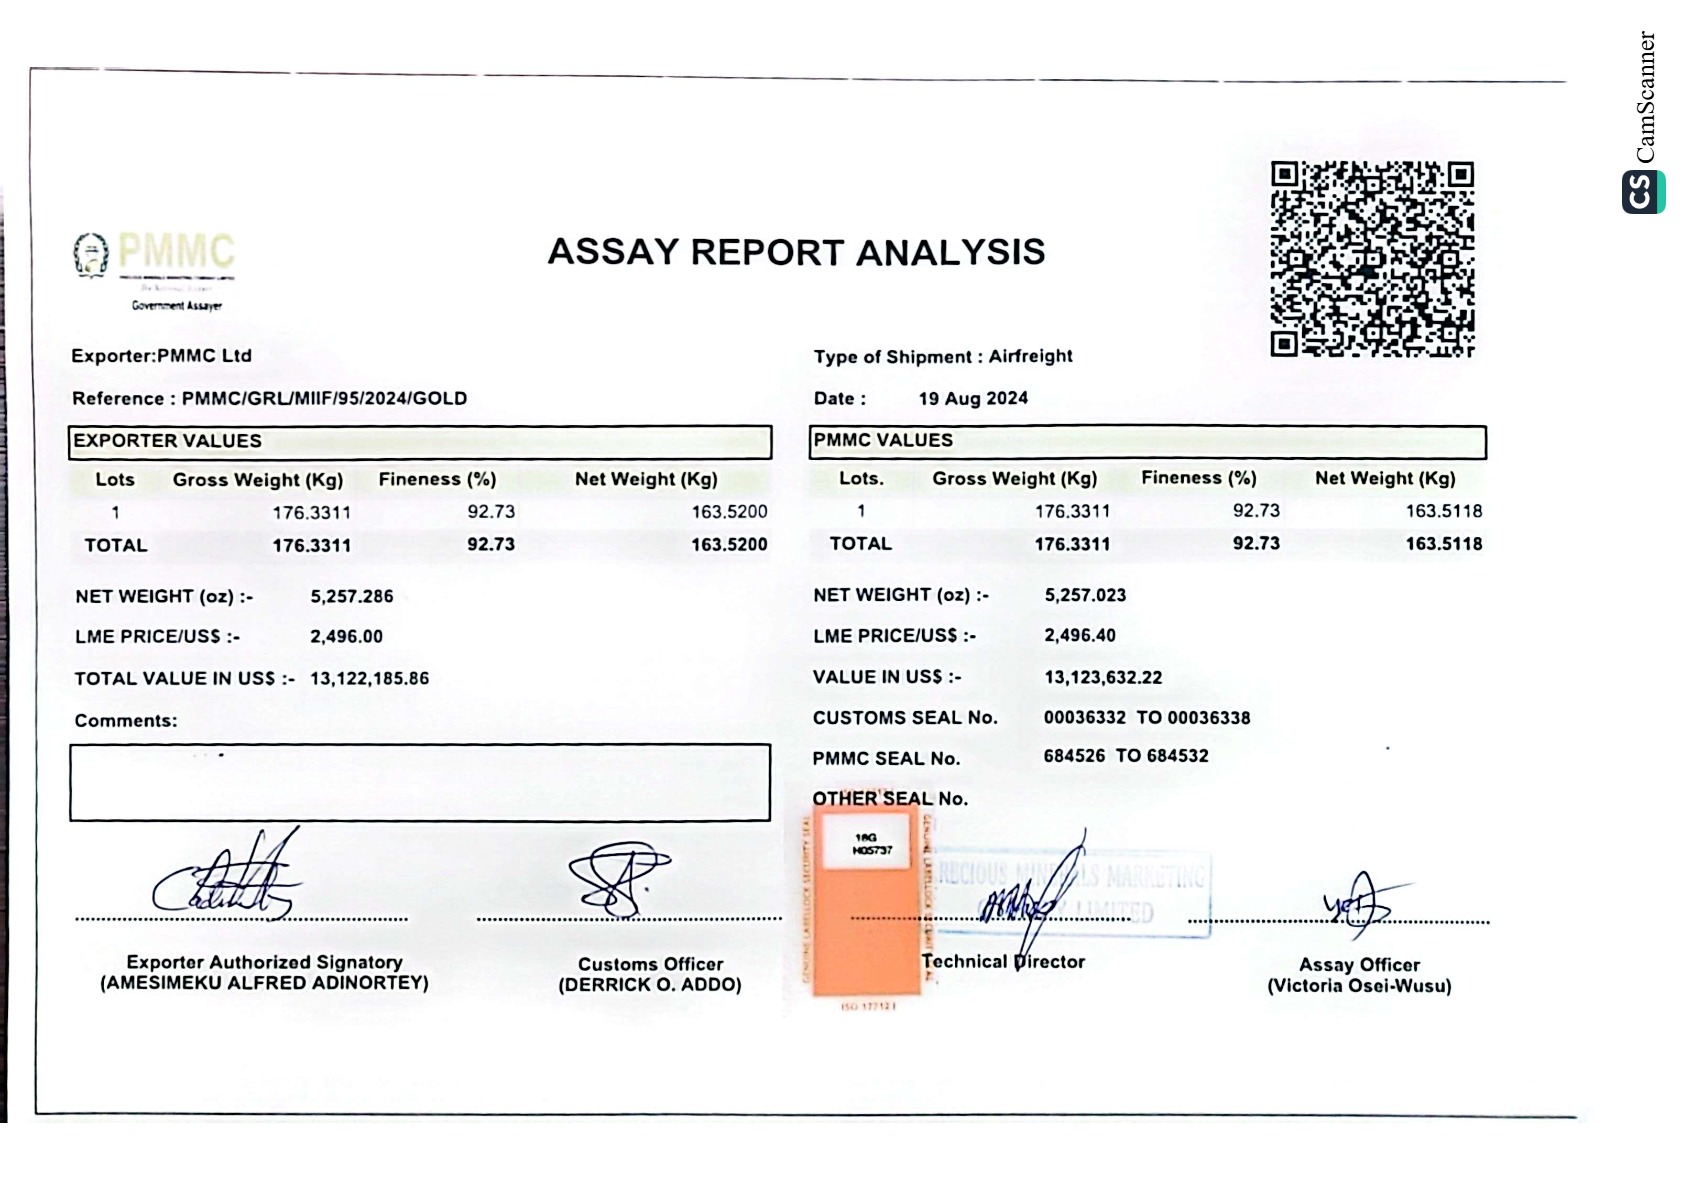 CS CamScanner
PMMC
PRECIOUS MINERALS MARKETING COMPANY LIMITED
Government Assayer
ASSAY REPORT ANALYSIS
Exporter:PMMC Ltd
Type of Shipment : Airfreight
Reference : PMMC/GRL/MIIF/95/2024/GOLD
Date : 19 Aug 2024
EXPORTER VALUES
Lots Gross Weight (Kg) Fineness (%) Net Weight (Kg)
1 176.3311 92.73 163.5200
TOTAL 176.3311 92.73 163.5200
NET WEIGHT (oz) :- 5,257.286
LME PRICE/US$ :- 2,496.00
TOTAL VALUE IN US$ :- 13,122,185.86
Comments:
PMMC VALUES
Lots. Gross Weight (Kg) Fineness (%) Net Weight (Kg)
1 176.3311 92.73 163.5118
TOTAL 176.3311 92.73 163.5118
NET WEIGHT (oz) :- 5,257.023
LME PRICE/US$ :- 2,496.40
VALUE IN US$ :- 13,123,632.22
CUSTOMS SEAL No. 00036332 TO 00036338
PMMC SEAL No. 684526 TO 684532
OTHER SEAL No.
18G
H05737
GENUINE LABELLOCK SECURITY SEAL
ISO 17712
RECIOUS MINERALS MARKETING
LIMITED
Exporter Authorized Signatory
(AMESIMEKU ALFRED ADINORTEY)
Customs Officer
(DERRICK O. ADDO)
Technical Director
Assay Officer
(Victoria Osei-Wusu)